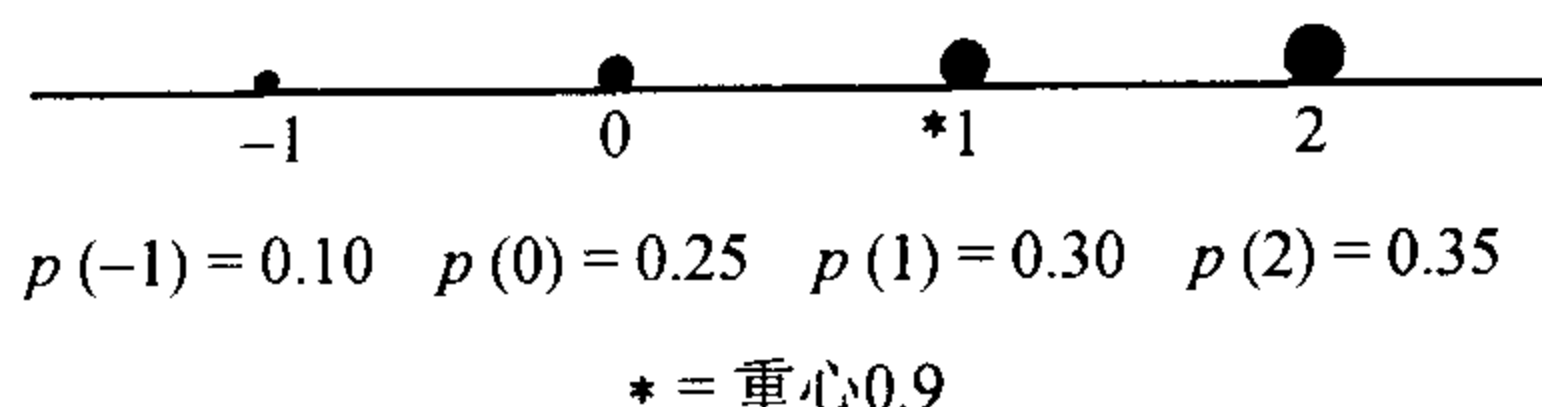 –1 0 *1 2
p (–1) = 0.10 p (0) = 0.25 p (1) = 0.30 p (2) = 0.35
* = 重心0.9